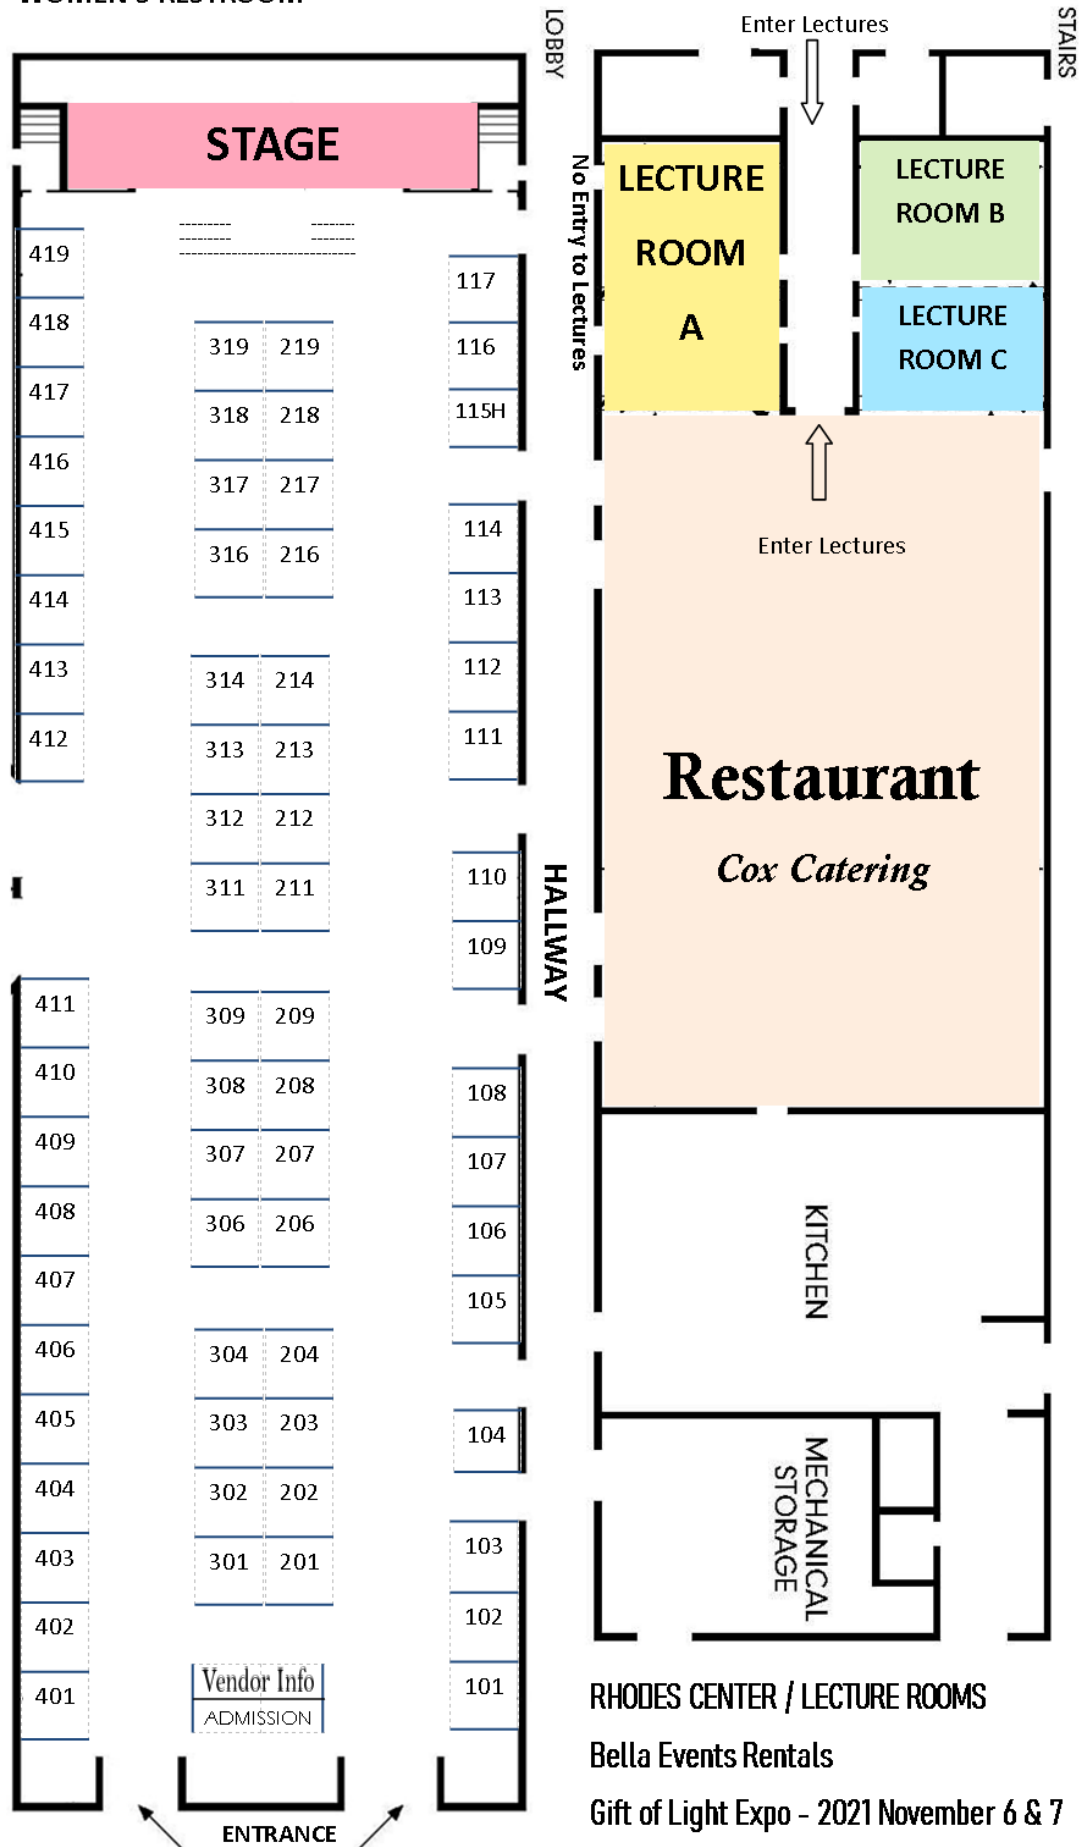 WOMEN'S RESTROOM
LOBBY
Enter Lectures
STAIRS
STAGE
No Entry to Lectures
LECTURE
ROOM
A
LECTURE
ROOM B
LECTURE
ROOM C
Enter Lectures
419
418
417
416
415
414
413
412
411
410
409
408
407
406
405
404
403
402
401
319 219
318 218
317 217
316 216
314 214
313 213
312 212
311 211
309 209
308 208
307 207
306 206
304 204
303 203
302 202
301 201
117
116
115H
114
113
112
111
110
109
108
107
106
105
104
103
102
101
HALLWAY
Restaurant
Cox Catering
KITCHEN
MECHANICAL
STORAGE
Vendor Info
ADMISSION
ENTRANCE
RHODES CENTER / LECTURE ROOMS
Bella Events Rentals
Gift of Light Expo - 2021 November 6 & 7